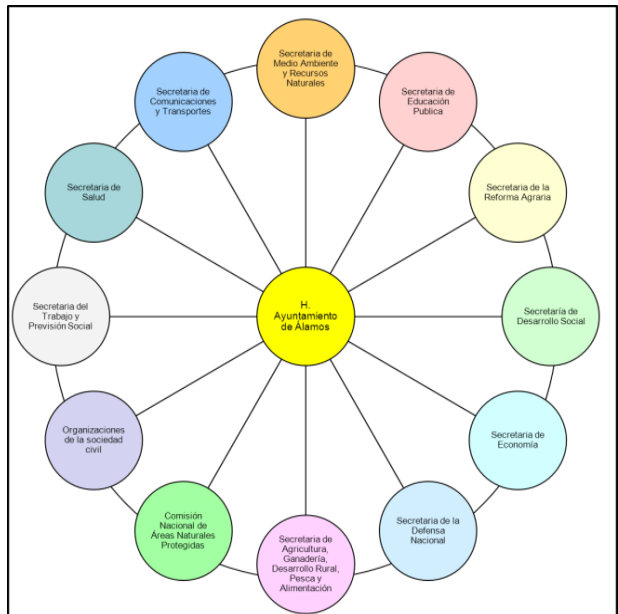 Secretaria de
Medio Ambiente
y Recursos
Naturales
Secretaria de
Educación
Publica
Secretaria de la
Reforma Agraria
Secretaría de
Desarrollo Social
Secretaria de
Economía
Secretaria de la
Defensa
Nacional
Secretaria de
Agricultura,
Ganadería,
Desarrollo Rural,
Pesca y
Alimentación
Comisión
Nacional de
Áreas Naturales
Protegidas
Organizaciones
de la sociedad
civil
Secretaria del
Trabajo y
Previsión Social
Secretaria de
Salud
Secretaria de
Comunicaciones
y Transportes
H.
Ayuntamiento
de Álamos